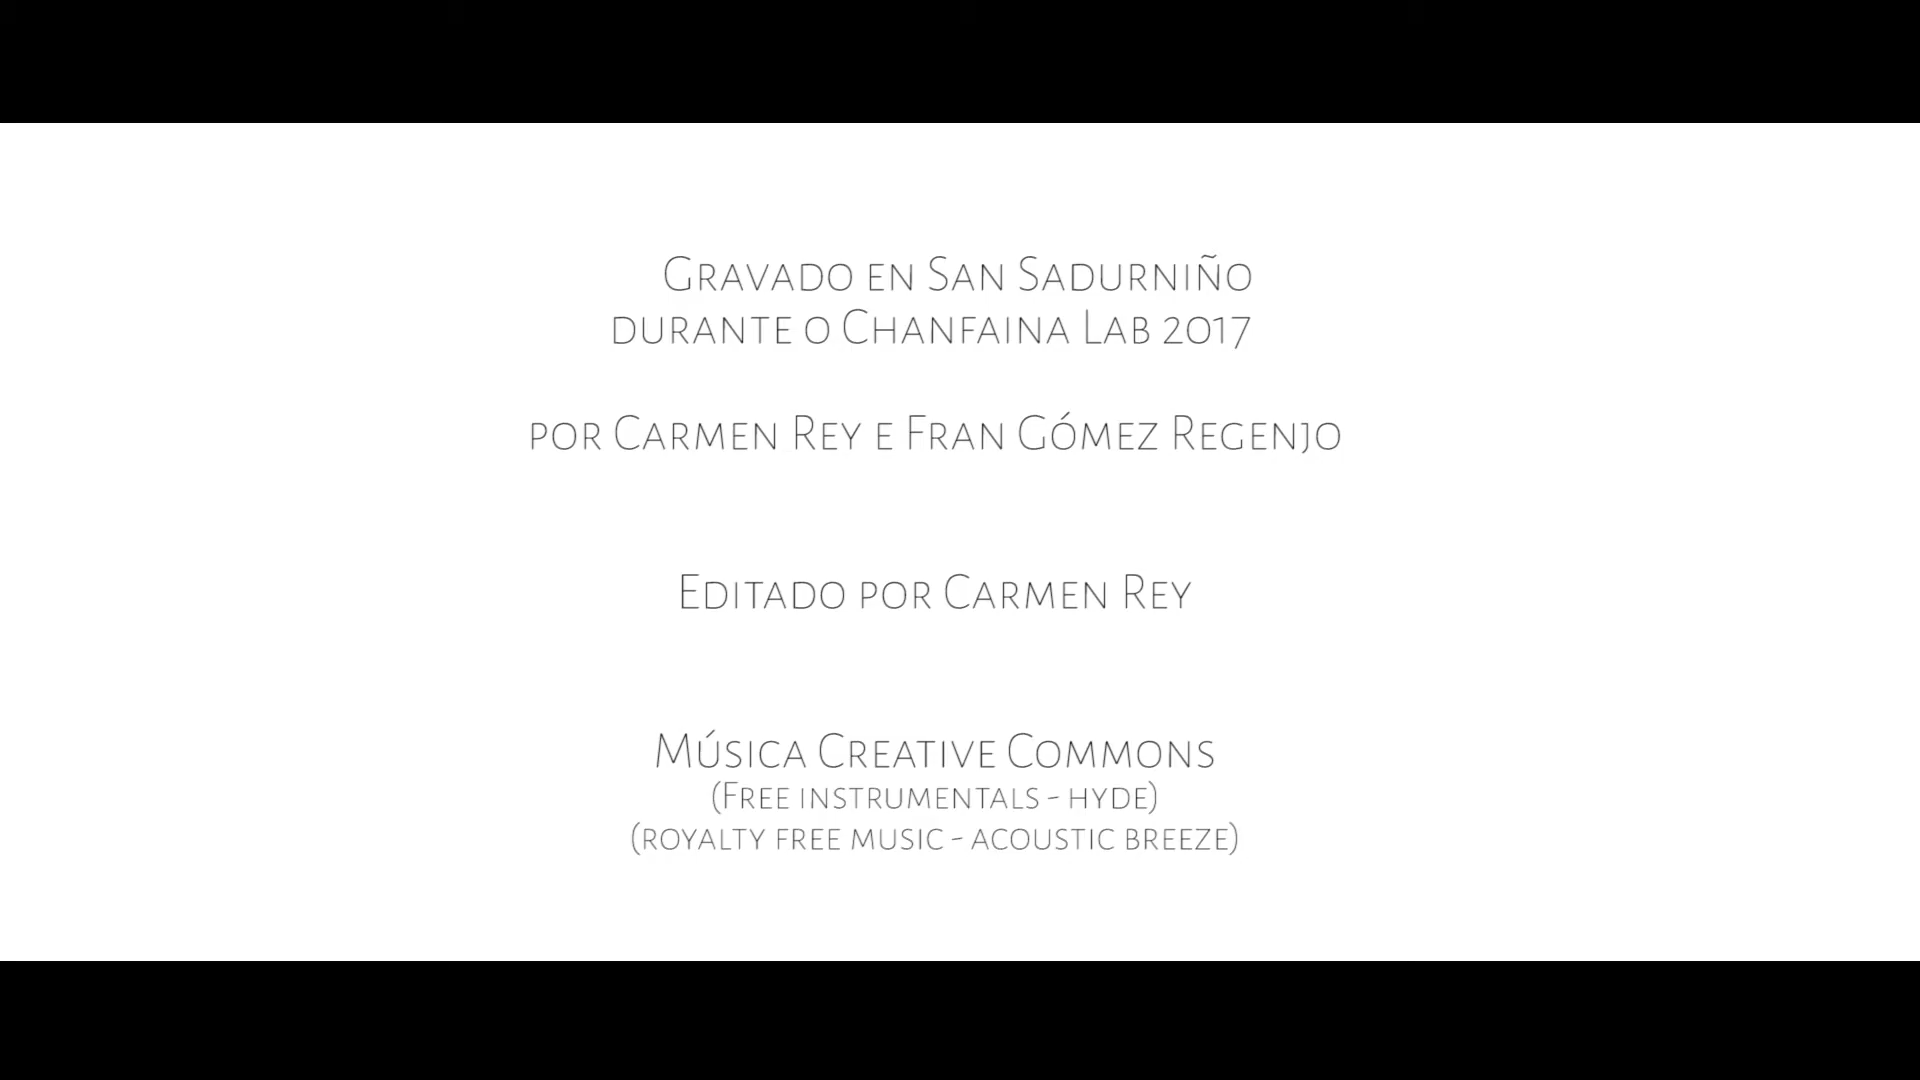 Gravado en San Sadurniño
durante o Chanfaina Lab 2017
por Carmen Rey e Fran Gómez Regenjo
Editado por Carmen Rey
Música Creative Commons
(Free instrumentals - hyde)
(royalty free music - acoustic breeze)